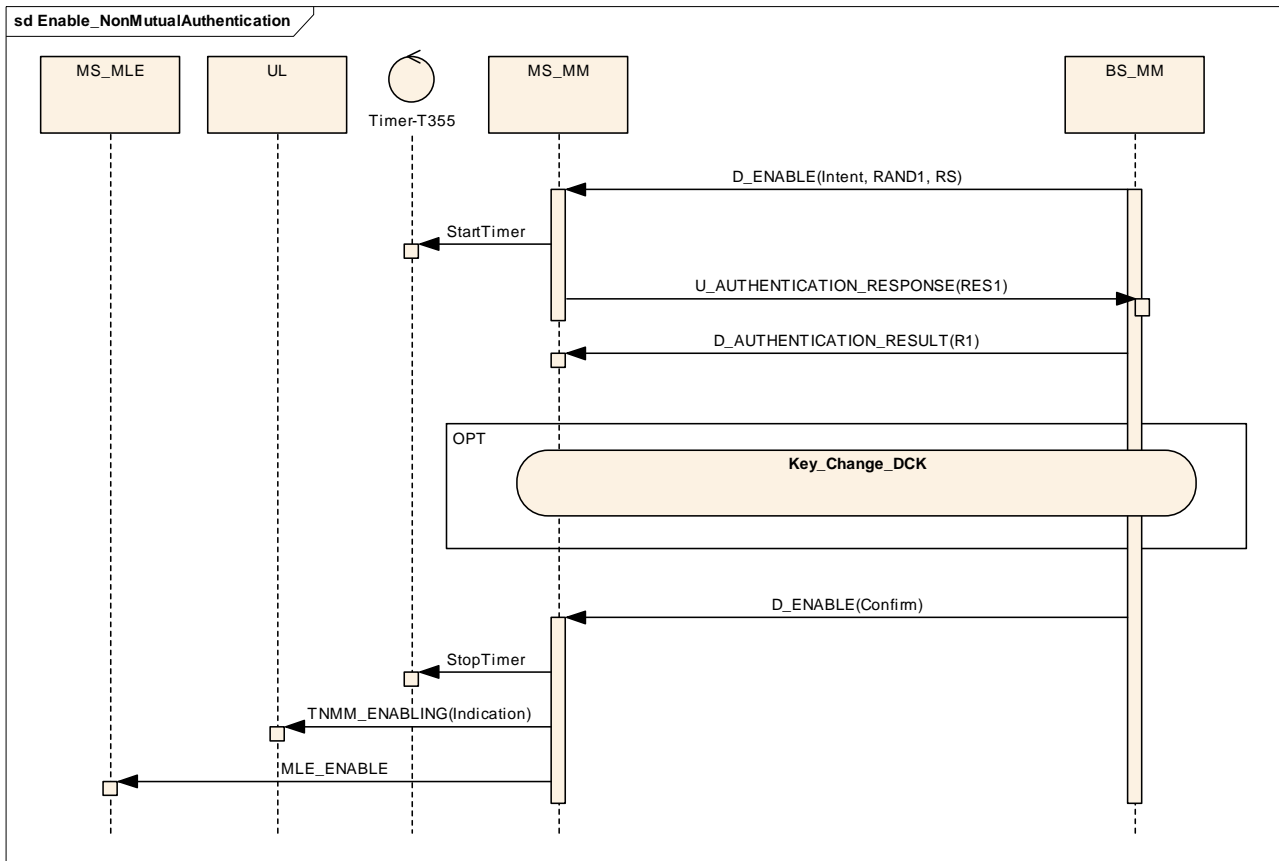 sd Enable_NonMutualAuthentication
MS_MLE
UL
Timer-T355
MS_MM
BS_MM
D_ENABLE(Intent, RAND1, RS)
StartTimer
U_AUTHENTICATION_RESPONSE(RES1)
D_AUTHENTICATION_RESULT(R1)
OPT
Key_Change_DCK
D_ENABLE(Confirm)
StopTimer
TNMM_ENABLING(Indication)
MLE_ENABLE